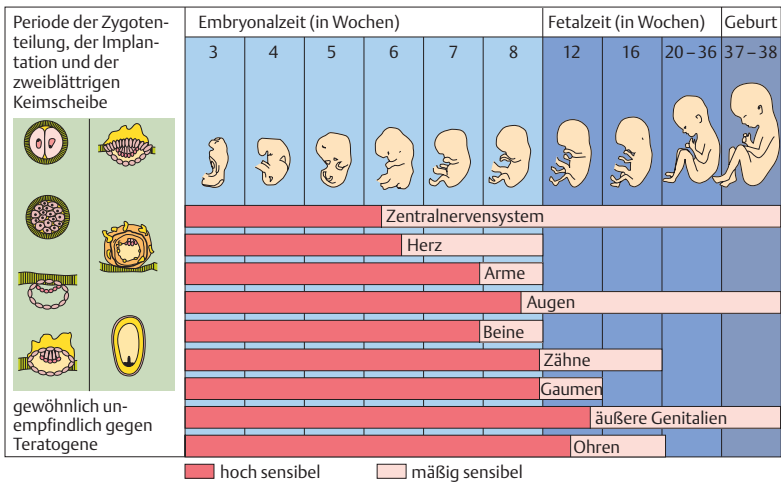 Periode der Zygoten-
teilung, der Implan-
tation und der
zweiblättrigen
Keimscheibe
gewöhnlich un-
empfindlich gegen
Teratogene
Embryonalzeit (in Wochen)
Fetalzeit (in Wochen)
Geburt
3 4 5 6 7 8 12 16 20–36 37–38
Zentralnervensystem
Herz
Arme
Augen
Beine
Zähne
Gaumen
äußere Genitalien
Ohren
hoch sensibel
mäßig sensibel